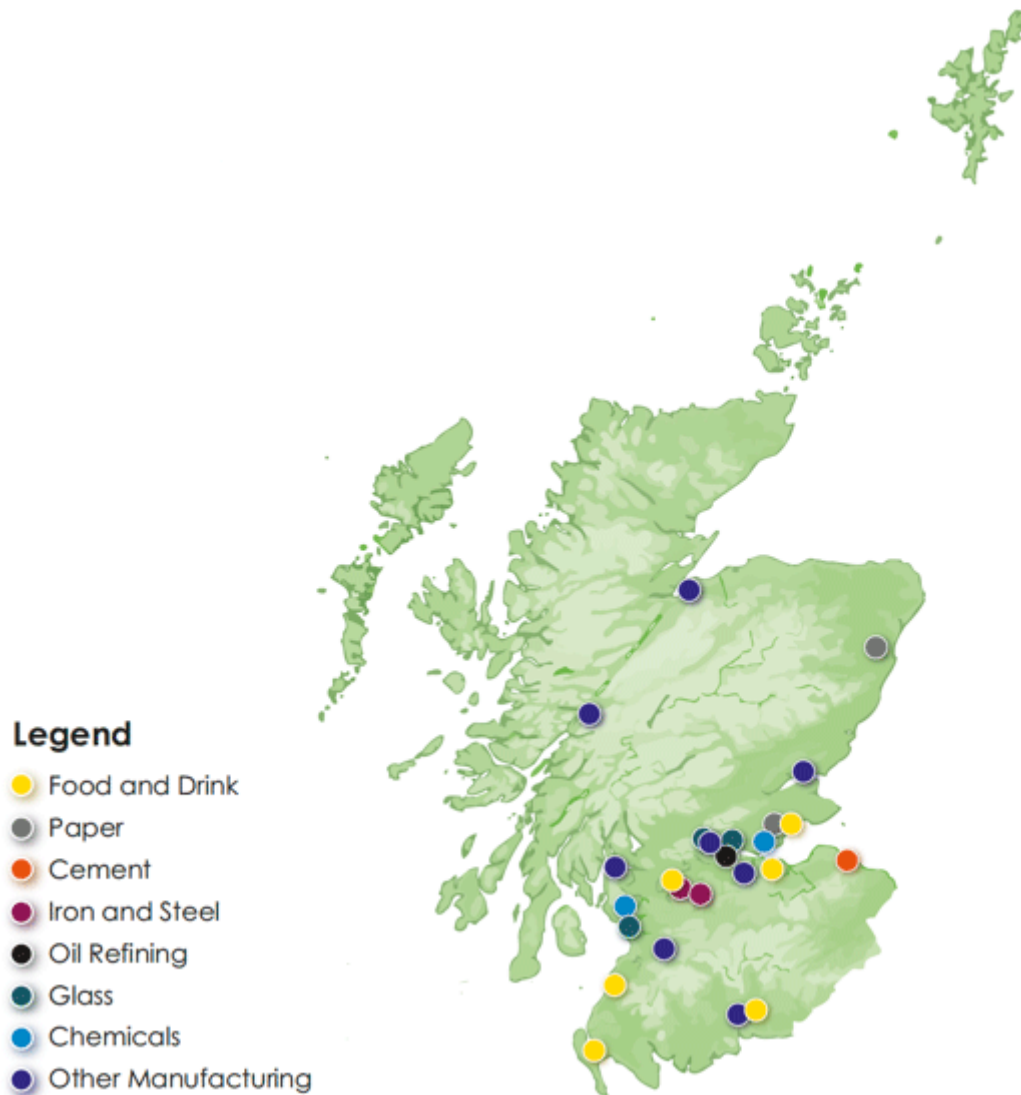 Legend
Food and Drink
Paper
Cement
Iron and Steel
Oil Refining
Glass
Chemicals
Other Manufacturing